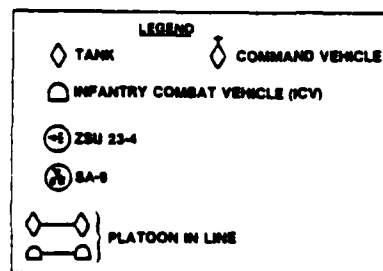 LEGEND
TANK COMMAND VEHICLE
INFANTRY COMBAT VEHICLE (ICV)
ZSU 23-4
SA-9
PLATOON IN LINE